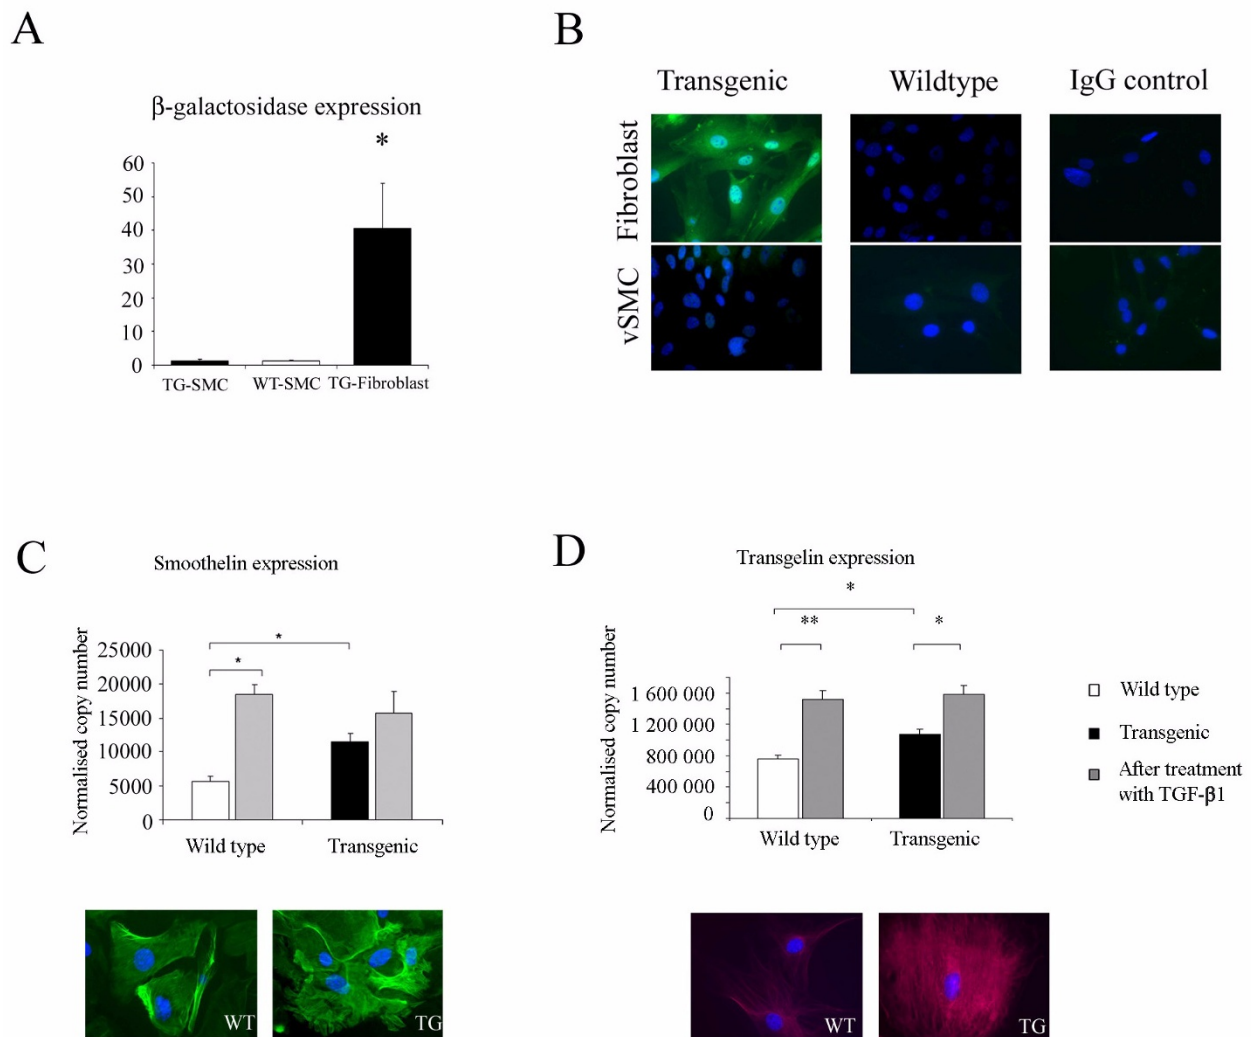 A
β-galactosidase expression
*
60
50
40
30
20
10
0
TG-SMC WT-SMC TG-Fibroblast
B
Transgenic Wildtype IgG control
Fibroblast
vSMC
C
Smoothelin expression
Normalised copy number
25000
20000
15000
10000
5000
0
*
*
Wild type Transgenic
WT TG
D
Transgelin expression
*
** *
Normalised copy number
1 600 000
1 200 000
800 000
400 000
0
Wild type Transgenic
Wild type
Transgenic
After treatment
with TGF-β1
WT TG